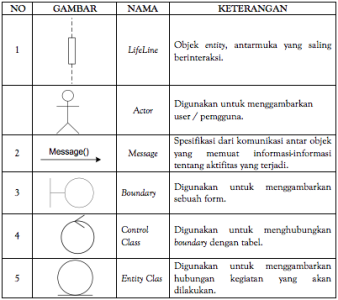 NO GAMBAR NAMA KETERANGAN
1 LifeLine Objek entity, antarmuka yang saling
berinteraksi.
Actor Digunakan untuk menggambarkan
user / pemgguna.
2 Message() Message Spesifikasi dari komunikasi antar objek
yang memuat informasi-informasi
tentang aktifitas yang terjadi.
3 Boundary Digunakan untuk menggambarkan
sebuah form.
4 Control
Class Digunakan untuk menghubungkan
boundary dengan tabel.
5 Entity Clas Digunakan untuk menggambarkan
hubungan kegiatan yang akan
dilakukan.